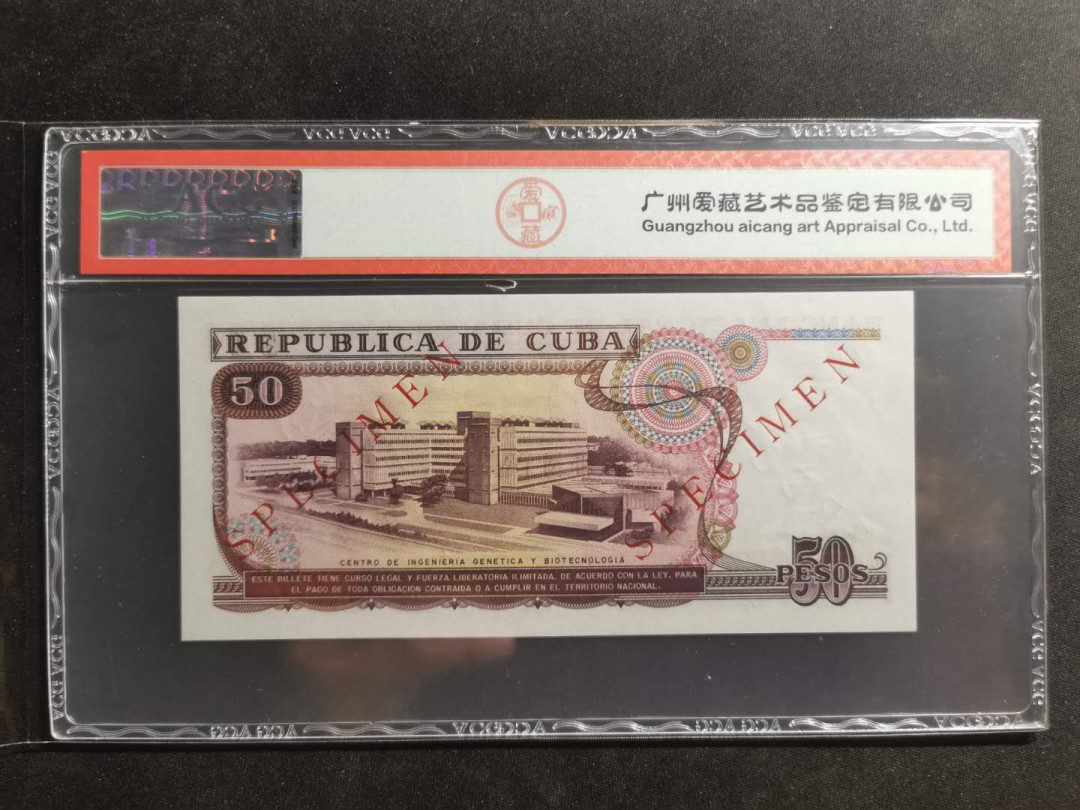 广州爱藏艺术品鉴定有限公司
Guangzhou aicang art Appraisal Co., Ltd.
爱藏
REPUBLICA DE CUBA
50
SPECIMEN
SPECIMEN
CENTRO DE INGENIERIA GENETICA Y BIOTECNOLOGIA
ESTE BILLETE TIENE CURSO LEGAL Y FUERZA LIBERATORIA ILIMITADA, DE ACUERDO CON LA LEY, PARA
EL PAGO DE TODA OBLIGACION CONTRAIDA O A CUMPLIR EN EL TERRITORIO NACIONAL.
50
PESOS